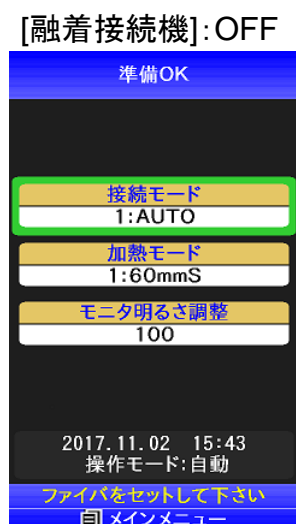 [融着接続機]:OFF
準備OK
接続モード
1:AUTO
加熱モード
1:60mmS
モニタ明るさ調整
100
2017.11.02 15:43
操作モード:自動
ファイバをセットして下さい
メインメニュー